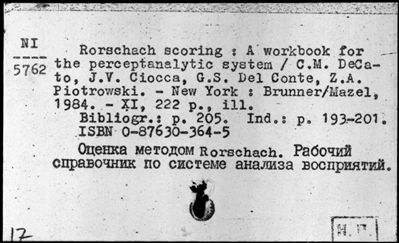 NI
5762
Rorschach scoring : A workbook for
the perceptanalytic system / C.M. DeCa-
to, J.V. Ciocca, G.S. Del Conte, Z.A.
Piotrowski. - New York : Brunner/Mazel,
1984. - XI, 222 p., ill.
Bibliogr.: p. 205. Ind.: p. 193-201.
ISBN 0-87630-364-5
Оценка методом Rorschach. Рабочий
справочник по системе анализа восприятий.
17